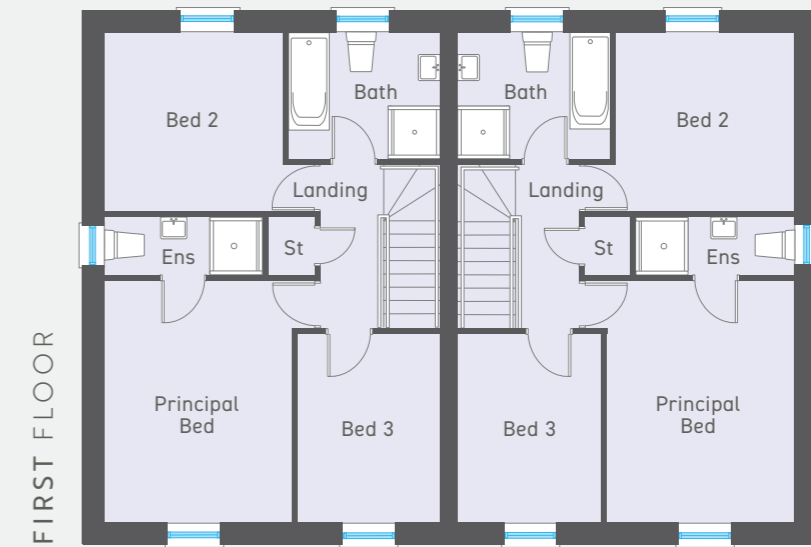 FIRST FLOOR
Bed 2
Bath
Bath
Bed 2
Landing
Landing
Ens
St
St
Ens
Principal
Bed
Bed 3
Bed 3
Principal
Bed